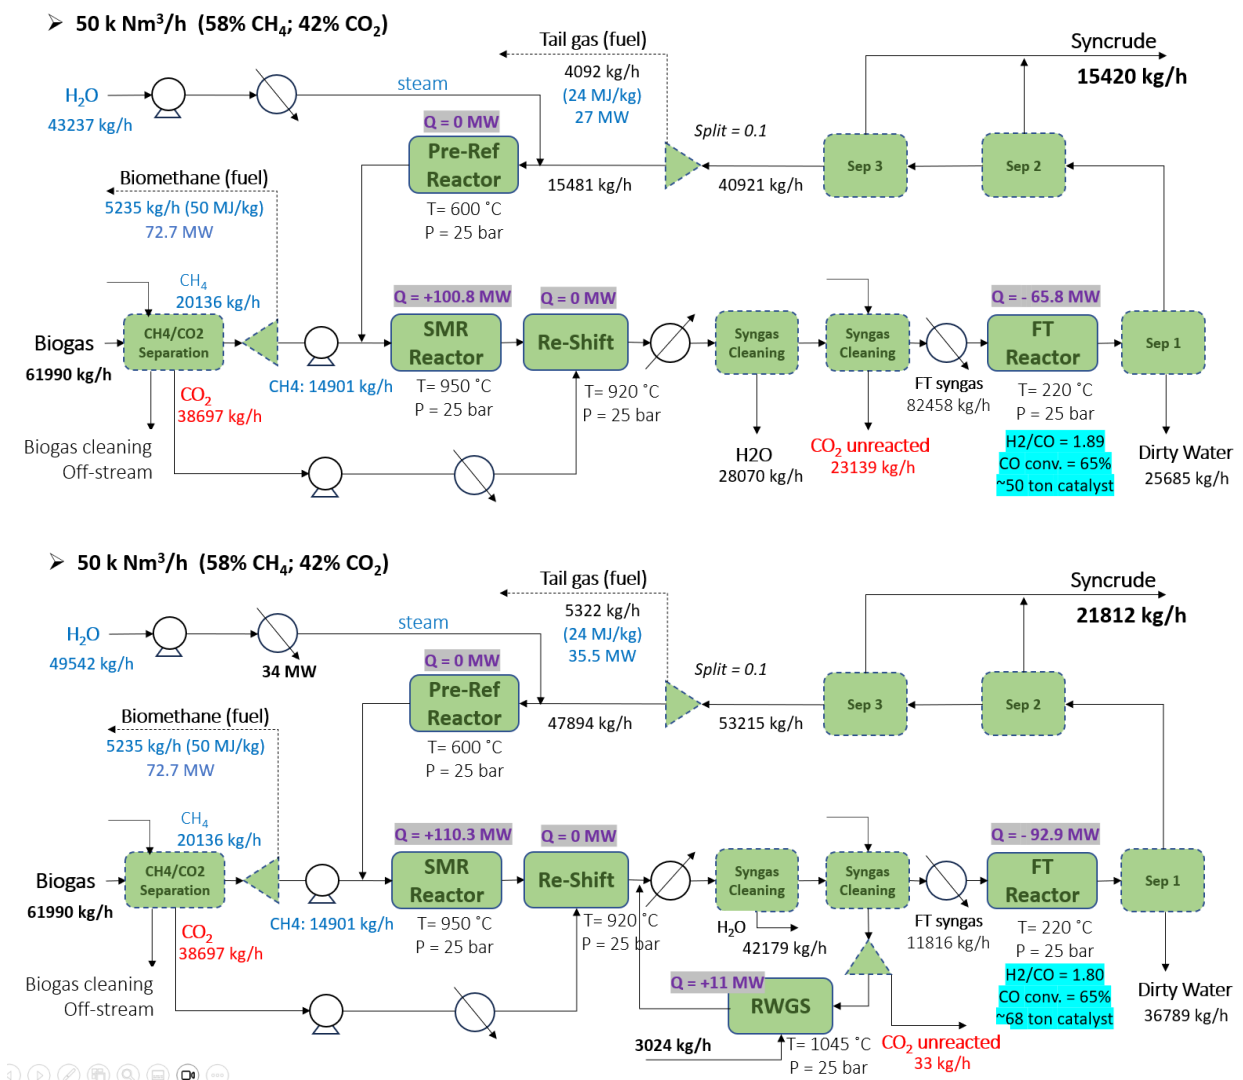 ➢ 50 k Nm³/h (58% CH₄; 42% CO₂)
Tail gas (fuel)
4092 kg/h
(24 MJ/kg)
27 MW
Syncrude
15420 kg/h
H₂O
43237 kg/h
steam
Q = 0 MW
Pre-Ref
Reactor
T= 600 ˚C
P = 25 bar
15481 kg/h
Split = 0.1
40921 kg/h
Sep 3
Sep 2
Biomethane (fuel)
5235 kg/h (50 MJ/kg)
72.7 MW
CH₄
20136 kg/h
Biogas
61990 kg/h
CH4/CO2
Separation
CH4: 14901 kg/h
CO₂
38697 kg/h
Biogas cleaning
Off-stream
Q = +100.8 MW
SMR
Reactor
T= 950 ˚C
P = 25 bar
Q = 0 MW
Re-Shift
T= 920 ˚C
P = 25 bar
Syngas
Cleaning
H2O
28070 kg/h
Syngas
Cleaning
CO₂ unreacted
23139 kg/h
FT syngas
82458 kg/h
Q = - 65.8 MW
FT
Reactor
T= 220 ˚C
P = 25 bar
H2/CO = 1.89
CO conv. = 65%
~50 ton catalyst
Sep 1
Dirty Water
25685 kg/h
➢ 50 k Nm³/h (58% CH₄; 42% CO₂)
Tail gas (fuel)
5322 kg/h
(24 MJ/kg)
35.5 MW
Syncrude
21812 kg/h
H₂O
49542 kg/h
34 MW
steam
Q = 0 MW
Pre-Ref
Reactor
T= 600 ˚C
P = 25 bar
47894 kg/h
Split = 0.1
53215 kg/h
Sep 3
Sep 2
Biomethane (fuel)
5235 kg/h (50 MJ/kg)
72.7 MW
CH₄
20136 kg/h
Biogas
61990 kg/h
CH4/CO2
Separation
CH4: 14901 kg/h
CO₂
38697 kg/h
Biogas cleaning
Off-stream
Q = +110.3 MW
SMR
Reactor
T= 950 ˚C
P = 25 bar
Q = 0 MW
Re-Shift
T= 920 ˚C
P = 25 bar
Syngas
Cleaning
H₂O
42179 kg/h
Syngas
Cleaning
Q = +11 MW
RWGS
3024 kg/h
T= 1045 ˚C
P = 25 bar
CO₂ unreacted
33 kg/h
FT syngas
11816 kg/h
Q = - 92.9 MW
FT
Reactor
T= 220 ˚C
P = 25 bar
H2/CO = 1.80
CO conv. = 65%
~68 ton catalyst
Sep 1
Dirty Water
36789 kg/h